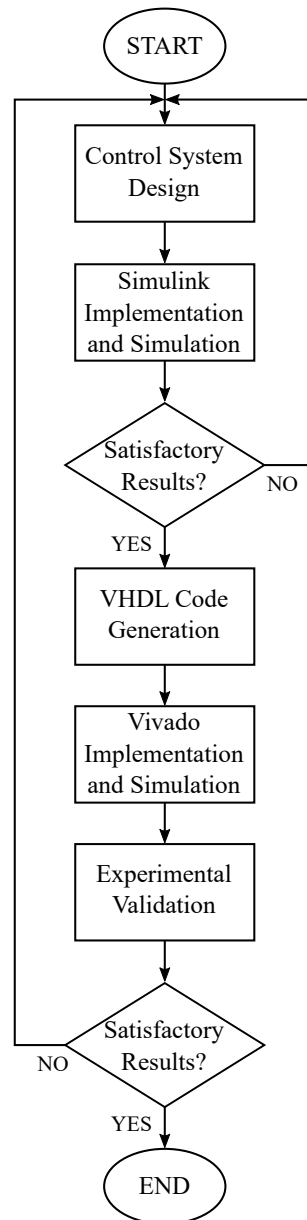 START
Control System
Design
Simulink
Implementation
and Simulation
Satisfactory
Results?
NO
YES
VHDL Code
Generation
Vivado
Implementation
and Simulation
Experimental
Validation
Satisfactory
Results?
NO
YES
END